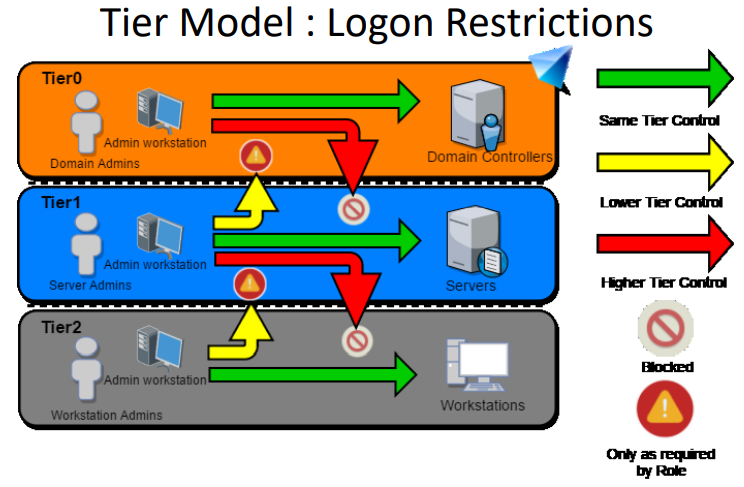 Tier Model : Logon Restrictions
Tier0
Admin workstation
Domain Admins
Domain Controllers
Tier1
Admin workstation
Server Admins
Servers
Tier2
Admin workstation
Workstation Admins
Workstations
Same Tier Control
Lower Tier Control
Higher Tier Control
Blocked
Only as required
by Role